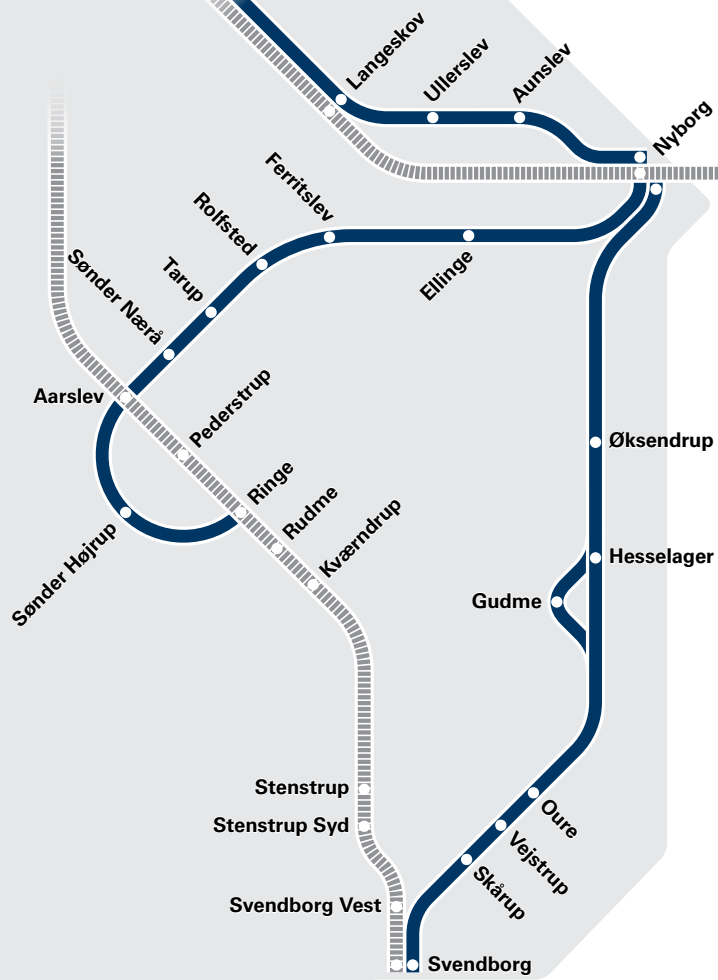 Langeskov
Ullerslev
Aunslev
Nyborg
Ferritslev
Rolfsted
Ellinge
Tarup
Sønder Nærå
Aarslev
Pederstrup
Ringe
Rudme
Kværndrup
Sønder Højrup
Øksendrup
Hesselager
Gudme
Stenstrup
Stenstrup Syd
Oure
Vejstrup
Skårup
Svendborg Vest
Svendborg